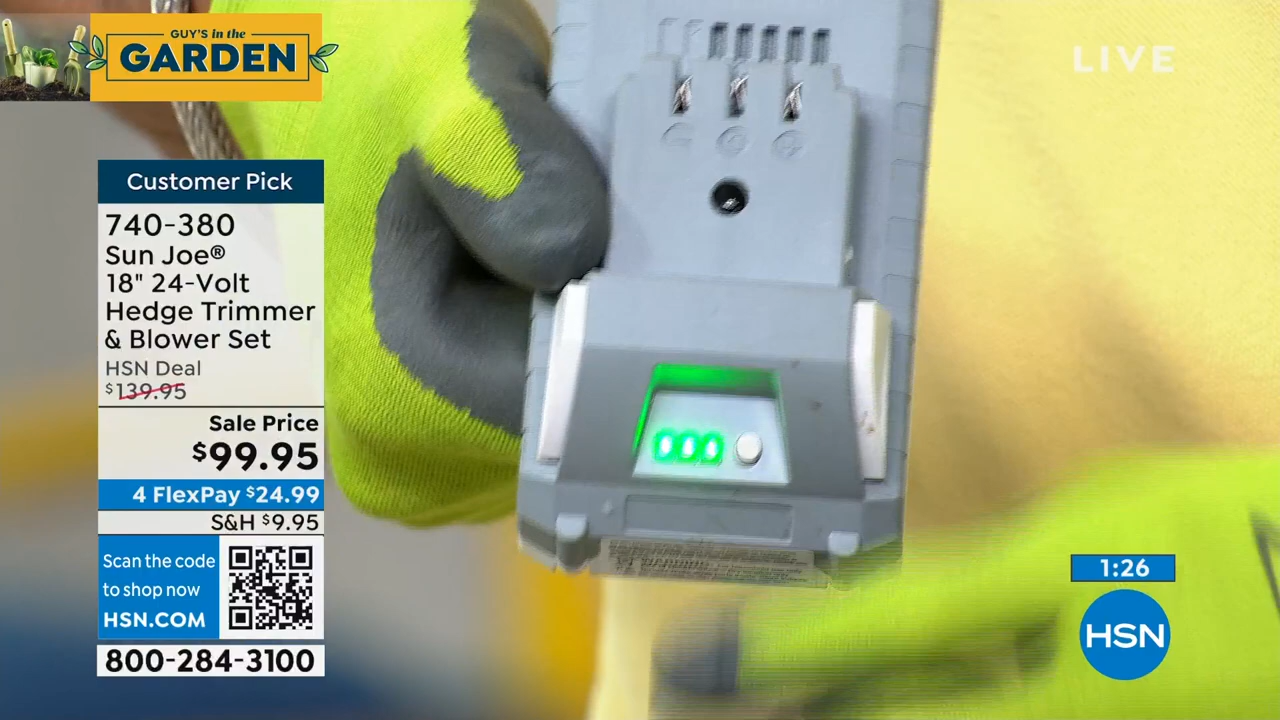 GUY'S in the
GARDEN
LIVE
Customer Pick
740-380
Sun Joe®
18" 24-Volt
Hedge Trimmer
& Blower Set
HSN Deal
$139.95
Sale Price
$99.95
4 FlexPay $24.99
S&H $9.95
Scan the code
to shop now
HSN.COM
800-284-3100
1:26
HSN